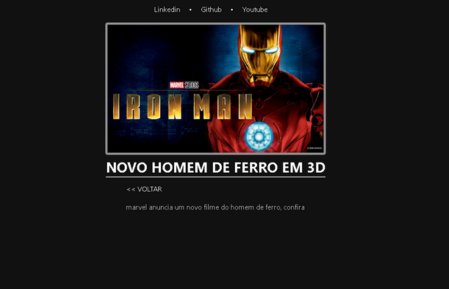 Linkedin • Github • Youtube
MARVEL STUDIOS
IRON MAN
NOVO HOMEM DE FERRO EM 3D
<< VOLTAR
marvel anuncia um novo filme do homem de ferro, confira